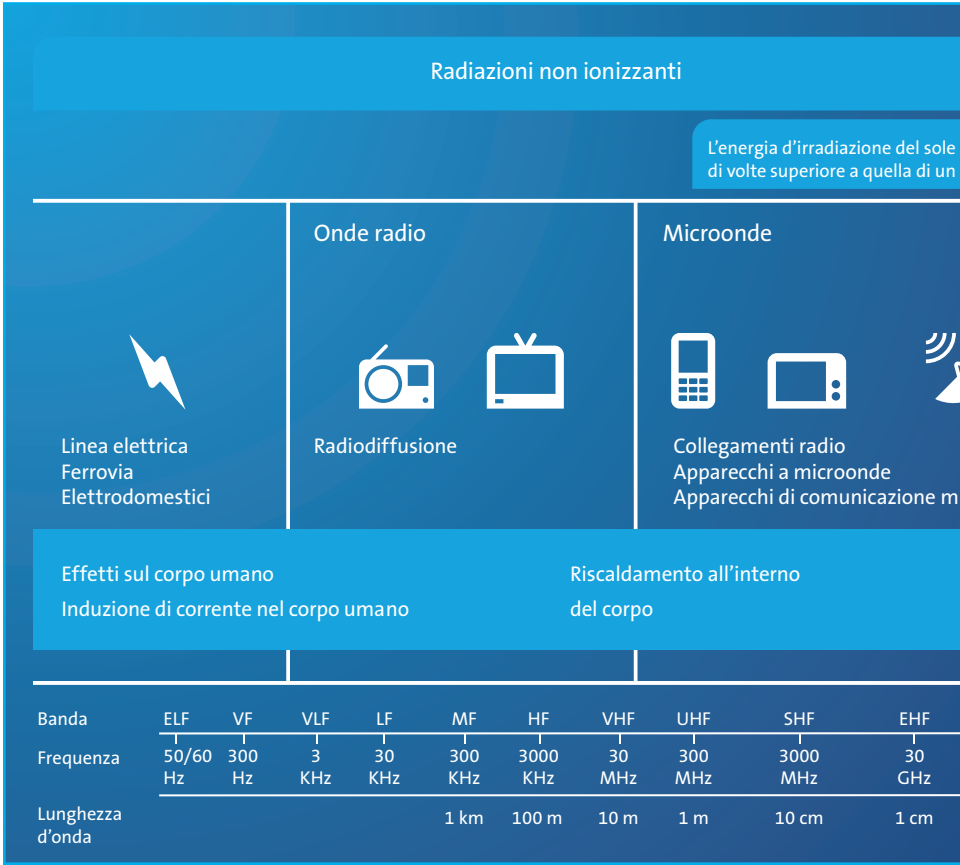 Radiazioni non ionizzanti
L'energia d'irradiazione del sole
di volte superiore a quella di un
Onde radio
Microonde
Linea elettrica
Ferrovia
Elettrodomestici
Radiodiffusione
Collegamenti radio
Apparecchi a microonde
Apparecchi di comunicazione m
Effetti sul corpo umano
Induzione di corrente nel corpo umano
Riscaldamento all'interno
del corpo
Banda ELF VF VLF LF MF HF VHF UHF SHF EHF
Frequenza 50/60 300 3 30 300 3000 30 300 3000 30
Hz Hz KHz KHz KHz KHz MHz MHz MHz GHz
Lunghezza
d'onda 1 km 100 m 10 m 1 m 10 cm 1 cm